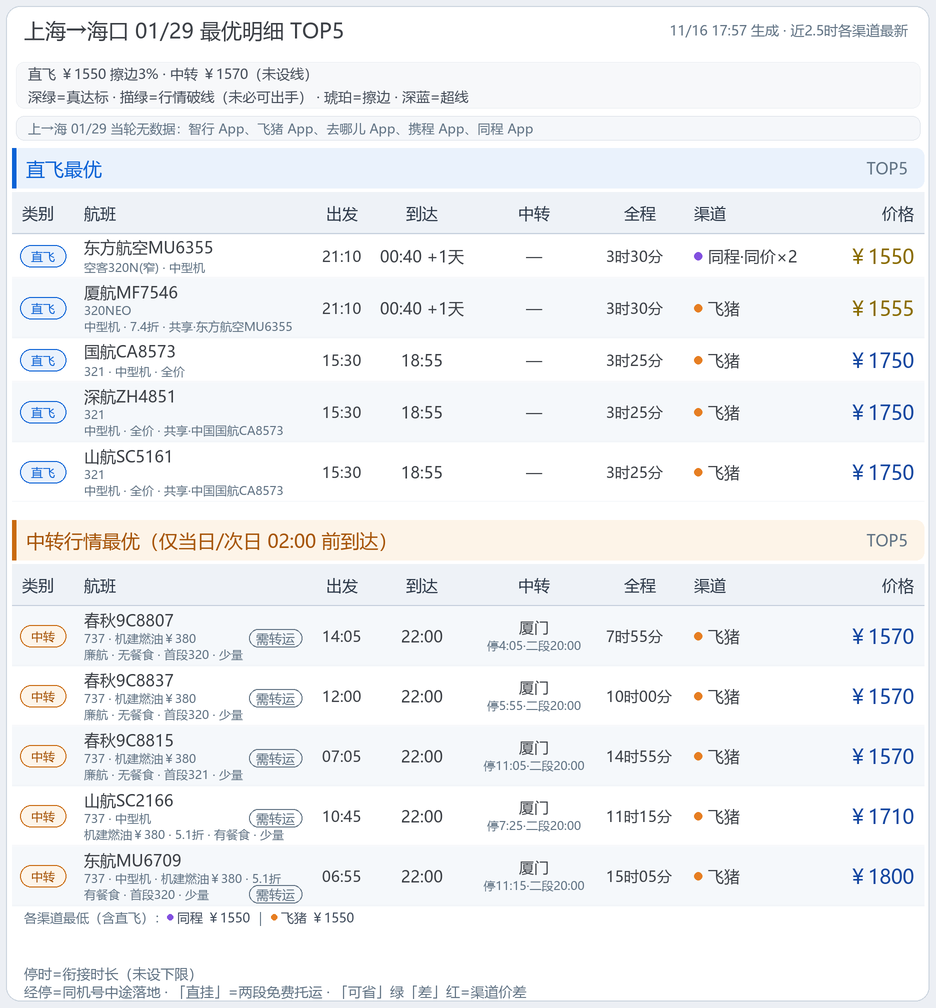 上海→海口 01/29 最优明细 TOP5
11/16 17:57 生成 · 近2.5时各渠道最新
直飞 ￥1550 擦边3% · 中转 ￥1570（未设线）
深绿=真达标 · 描绿=行情破线（未必可出手） · 琥珀=擦边 · 深蓝=超线
上→海 01/29 当轮无数据：智行 App、飞猪 App、去哪儿 App、携程 App、同程 App
直飞最优 TOP5
类别 航班 出发 到达 中转 全程 渠道 价格
直飞 东方航空MU6355 21:10 00:40 +1天 — 3时30分 同程·同价×2 ￥1550
空客320N(窄) · 中型机
直飞 厦航MF7546 21:10 00:40 +1天 — 3时30分 飞猪 ￥1555
320NEO
中型机 · 7.4折 · 共享·东方航空MU6355
直飞 国航CA8573 15:30 18:55 — 3时25分 飞猪 ￥1750
321 · 中型机 · 全价
直飞 深航ZH4851 15:30 18:55 — 3时25分 飞猪 ￥1750
321
中型机 · 全价 · 共享·中国国航CA8573
直飞 山航SC5161 15:30 18:55 — 3时25分 飞猪 ￥1750
321
中型机 · 全价 · 共享·中国国航CA8573
中转行情最优（仅当日/次日 02:00 前到达） TOP5
类别 航班 出发 到达 中转 全程 渠道 价格
中转 春秋9C8807 14:05 22:00 厦门 7时55分 飞猪 ￥1570
737 · 机建燃油￥380 需转运 停4:05·二段20:00
廉航 · 无餐食 · 首段320 · 少量
中转 春秋9C8837 12:00 22:00 厦门 10时00分 飞猪 ￥1570
737 · 机建燃油￥380 需转运 停5:55·二段20:00
廉航 · 无餐食 · 首段320 · 少量
中转 春秋9C8815 07:05 22:00 厦门 14时55分 飞猪 ￥1570
737 · 机建燃油￥380 需转运 停11:05·二段20:00
廉航 · 无餐食 · 首段321 · 少量
中转 山航SC2166 10:45 22:00 厦门 11时15分 飞猪 ￥1710
737 · 中型机 需转运 停7:25·二段20:00
机建燃油￥380 · 5.1折 · 有餐食 · 少量
中转 东航MU6709 06:55 22:00 厦门 15时05分 飞猪 ￥1800
737 · 中型机 · 机建燃油￥380 · 5.1折 停11:15·二段20:00
有餐食 · 首段320 · 少量 需转运
各渠道最低（含直飞）: 同程 ￥1550 | 飞猪 ￥1550
停时=衔接时长（未设下限）
经停=同机号中途落地 · 「直挂」=两段免费托运 · 「可省」绿「差」红=渠道价差